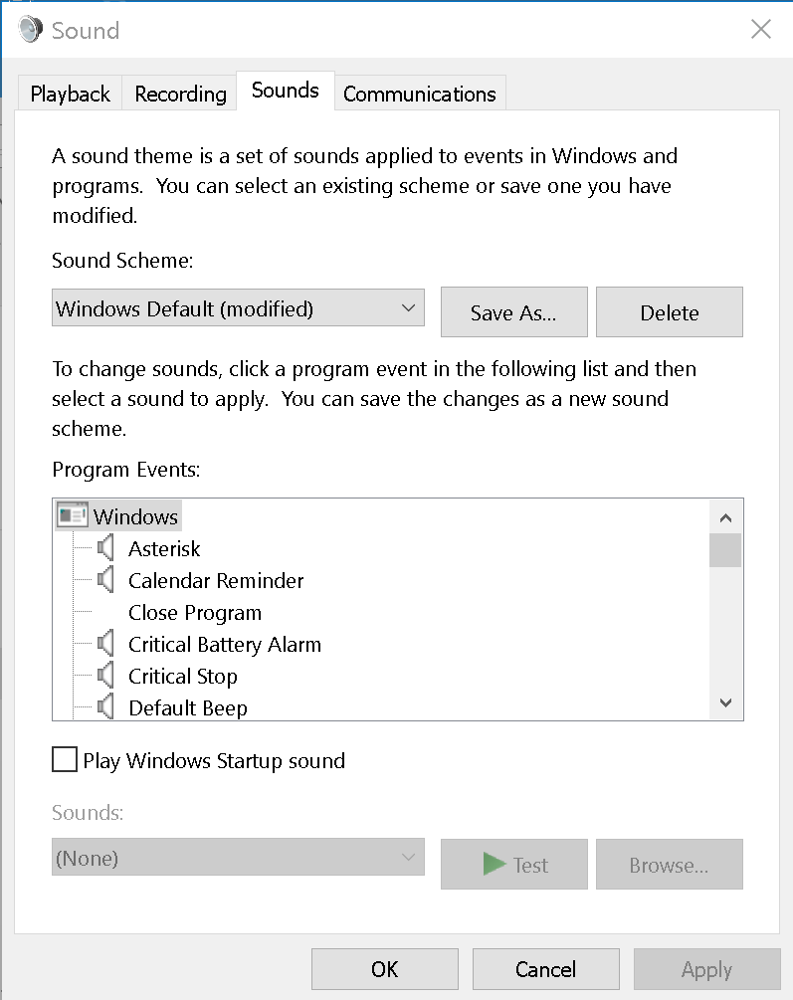 Sound
Playback Recording Sounds Communications
A sound theme is a set of sounds applied to events in Windows and
programs.  You can select an existing scheme or save one you have
modified.
Sound Scheme:
Windows Default (modified) Save As... Delete
To change sounds, click a program event in the following list and then
select a sound to apply.  You can save the changes as a new sound
scheme.
Program Events:
Windows
Asterisk
Calendar Reminder
Close Program
Critical Battery Alarm
Critical Stop
Default Beep
Play Windows Startup sound
Sounds:
(None) Test Browse...
OK Cancel Apply